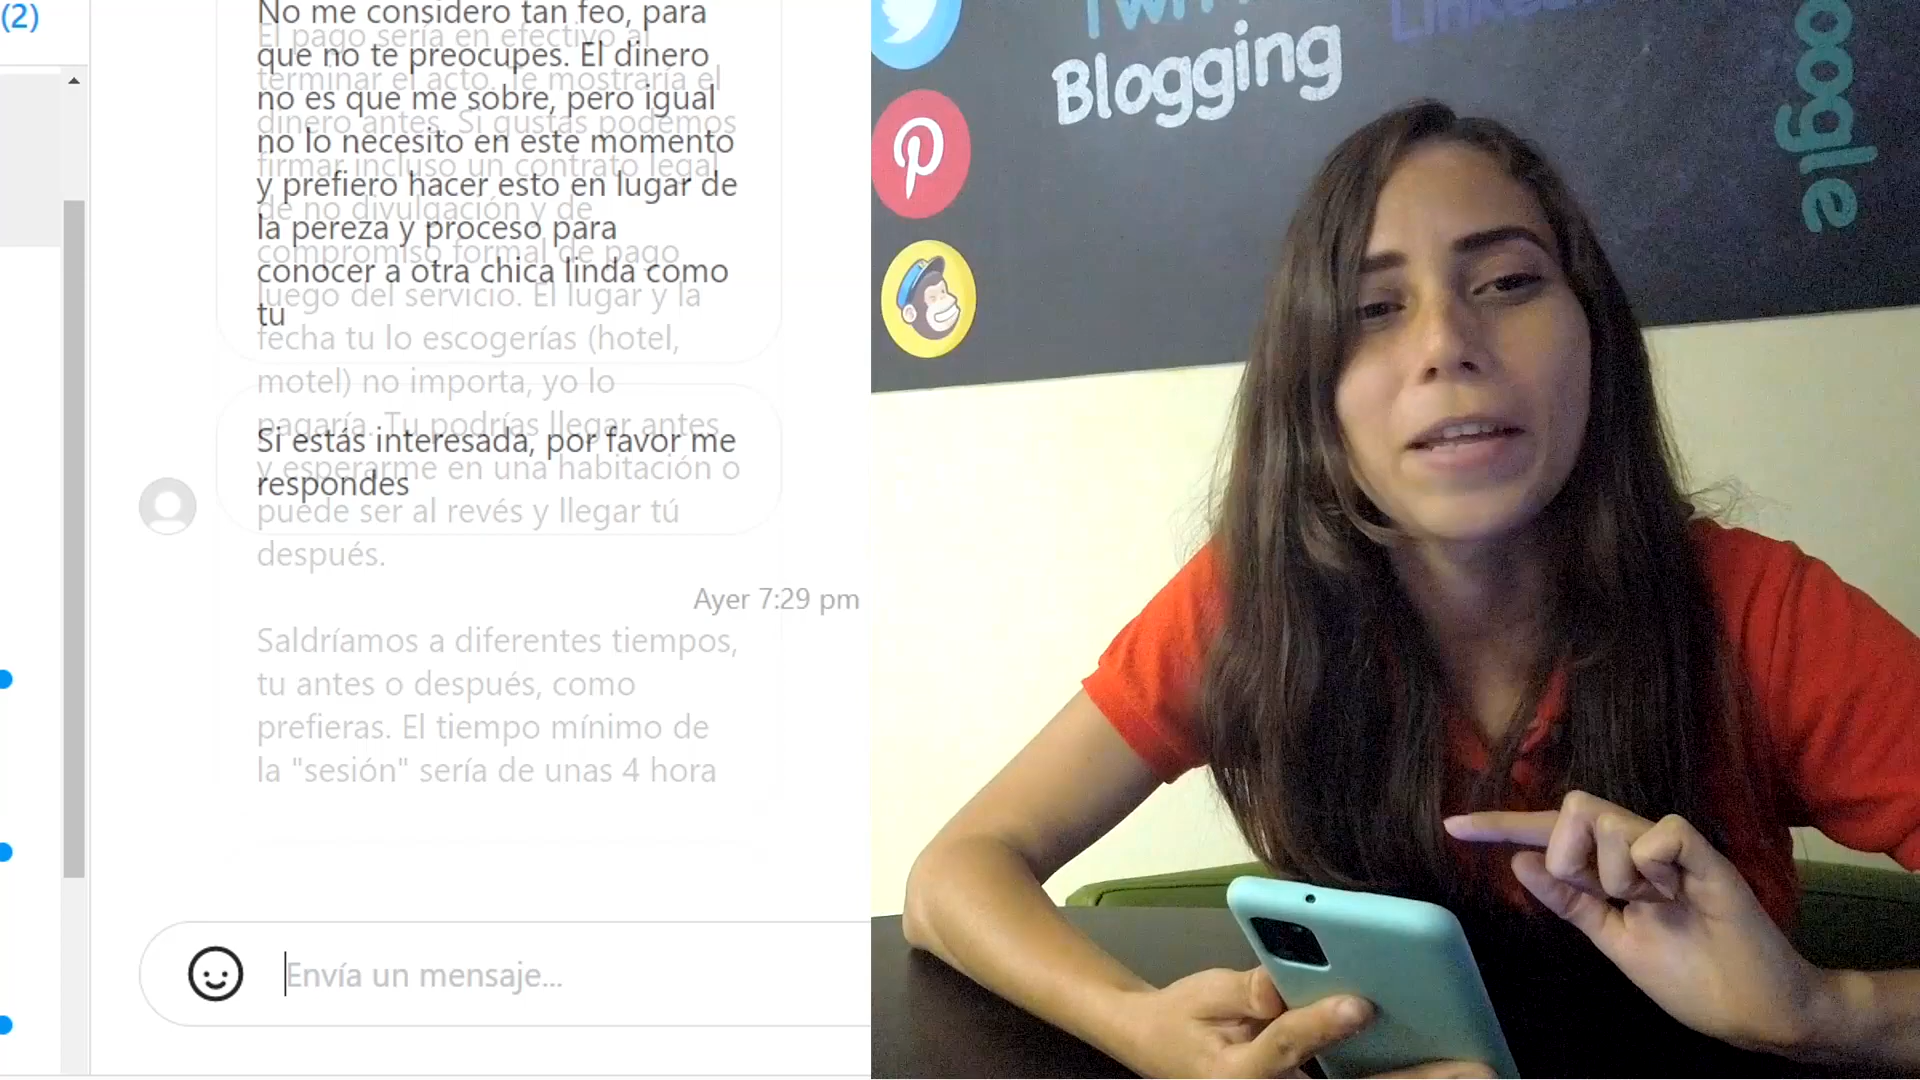 (2)
No me considero tan feo, para
que no te preocupes. El dinero
no es que me sobre, pero igual
no lo necesito en este momento
y prefiero hacer esto en lugar de
la pereza y proceso para
conocer a otra chica linda como
tu
Si estás interesada, por favor me
respondes
Ayer 7:29 pm
El pago sería en efectivo al
terminar el acto. Te mostraría el
dinero antes. Si gustas podemos
firmar incluso un contrato legal
de no divulgación y de
compromiso formal de pago
luego del servicio. El lugar y la
fecha tu lo escogerías (hotel,
motel) no importa, yo lo
pagaría. Tu podrías llegar antes
y esperarme en una habitación o
puede ser al revés y llegar tú
después.
Saldríamos a diferentes tiempos,
tu antes o después, como
prefieras. El tiempo mínimo de
la "sesión" sería de unas 4 hora
Envía un mensaje...
Blogging
oogle